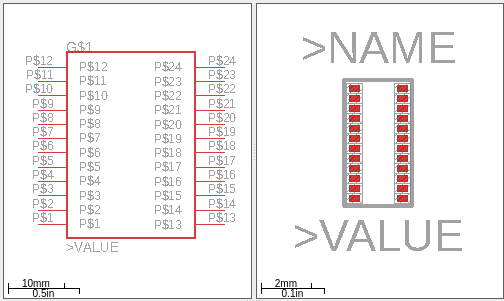 G$1
P$12 P$12 P$24 P$24
P$11 P$11 P$23 P$23
P$10 P$10 P$22 P$22
P$9 P$9 P$21 P$21
P$8 P$8 P$20 P$20
P$7 P$7 P$19 P$19
P$6 P$6 P$18 P$18
P$5 P$5 P$17 P$17
P$4 P$4 P$16 P$16
P$3 P$3 P$15 P$15
P$2 P$2 P$14 P$14
P$1 P$1 P$13 P$13
>VALUE
10mm
0.5in
>NAME
>VALUE
2mm
0.1in